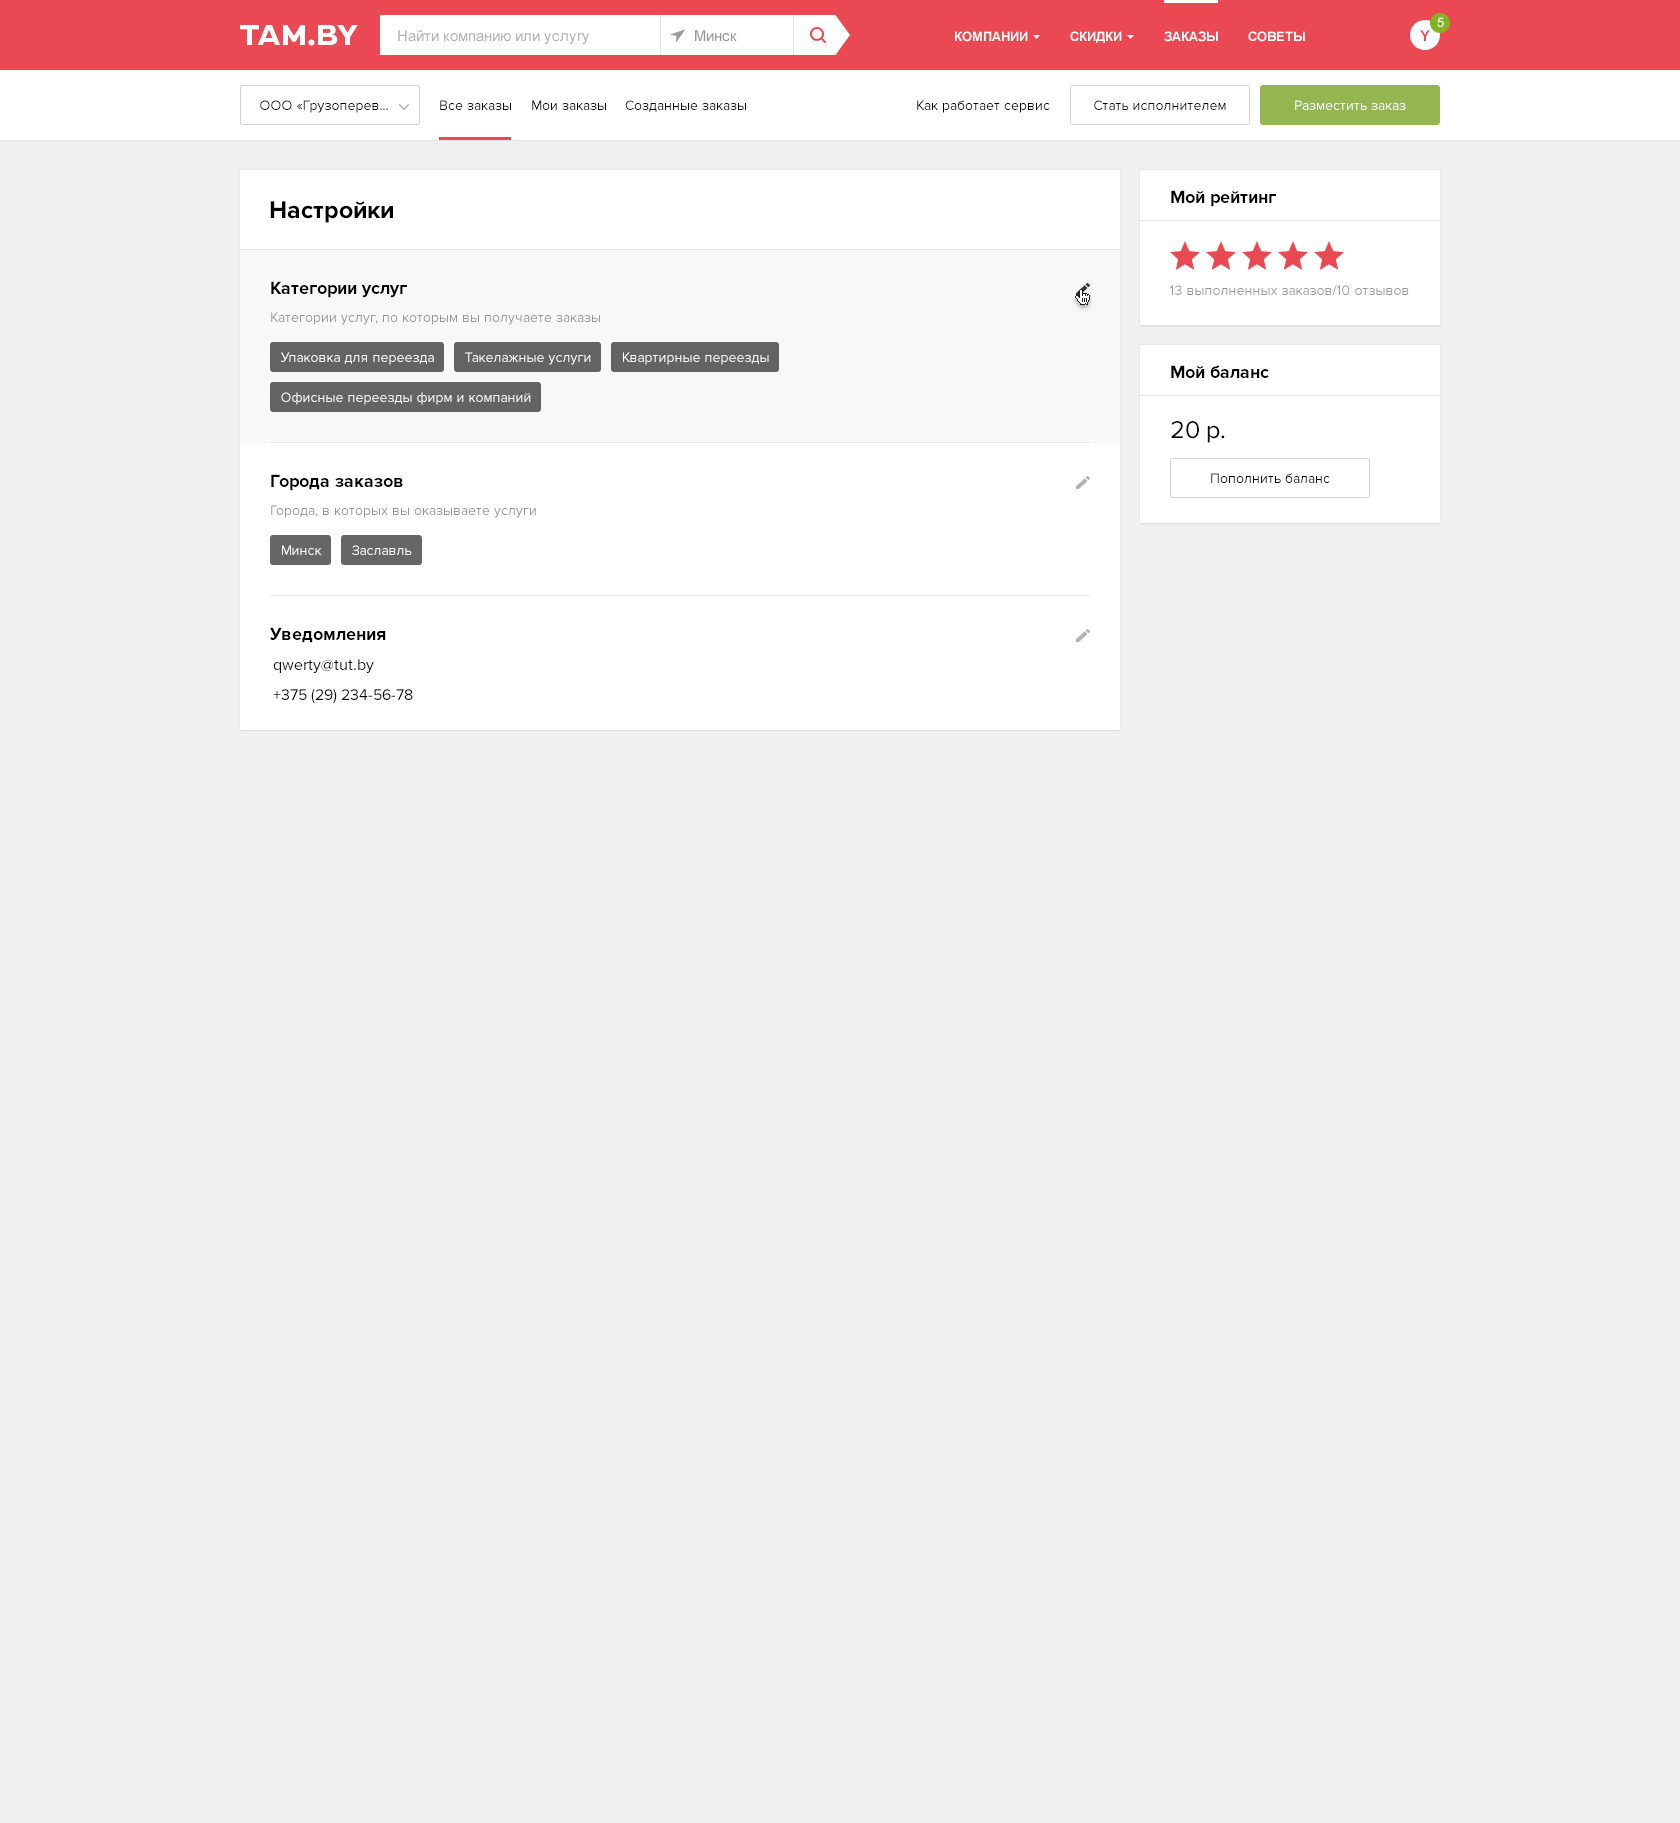 TAM.BY
Найти компанию или услугу
Минск
КОМПАНИИ
СКИДКИ
ЗАКАЗЫ
СОВЕТЫ
Y
5
ООО «Грузоперев...
Все заказы
Мои заказы
Созданные заказы
Как работает сервис
Стать исполнителем
Разместить заказ
Настройки
Категории услуг
Категории услуг, по которым вы получаете заказы
Упаковка для переезда
Такелажные услуги
Квартирные переезды
Офисные переезды фирм и компаний
Города заказов
Города, в которых вы оказываете услуги
Минск
Заславль
Уведомления
qwerty@tut.by
+375 (29) 234-56-78
Мой рейтинг
13 выполненных заказов/10 отзывов
Мой баланс
20 р.
Пополнить баланс